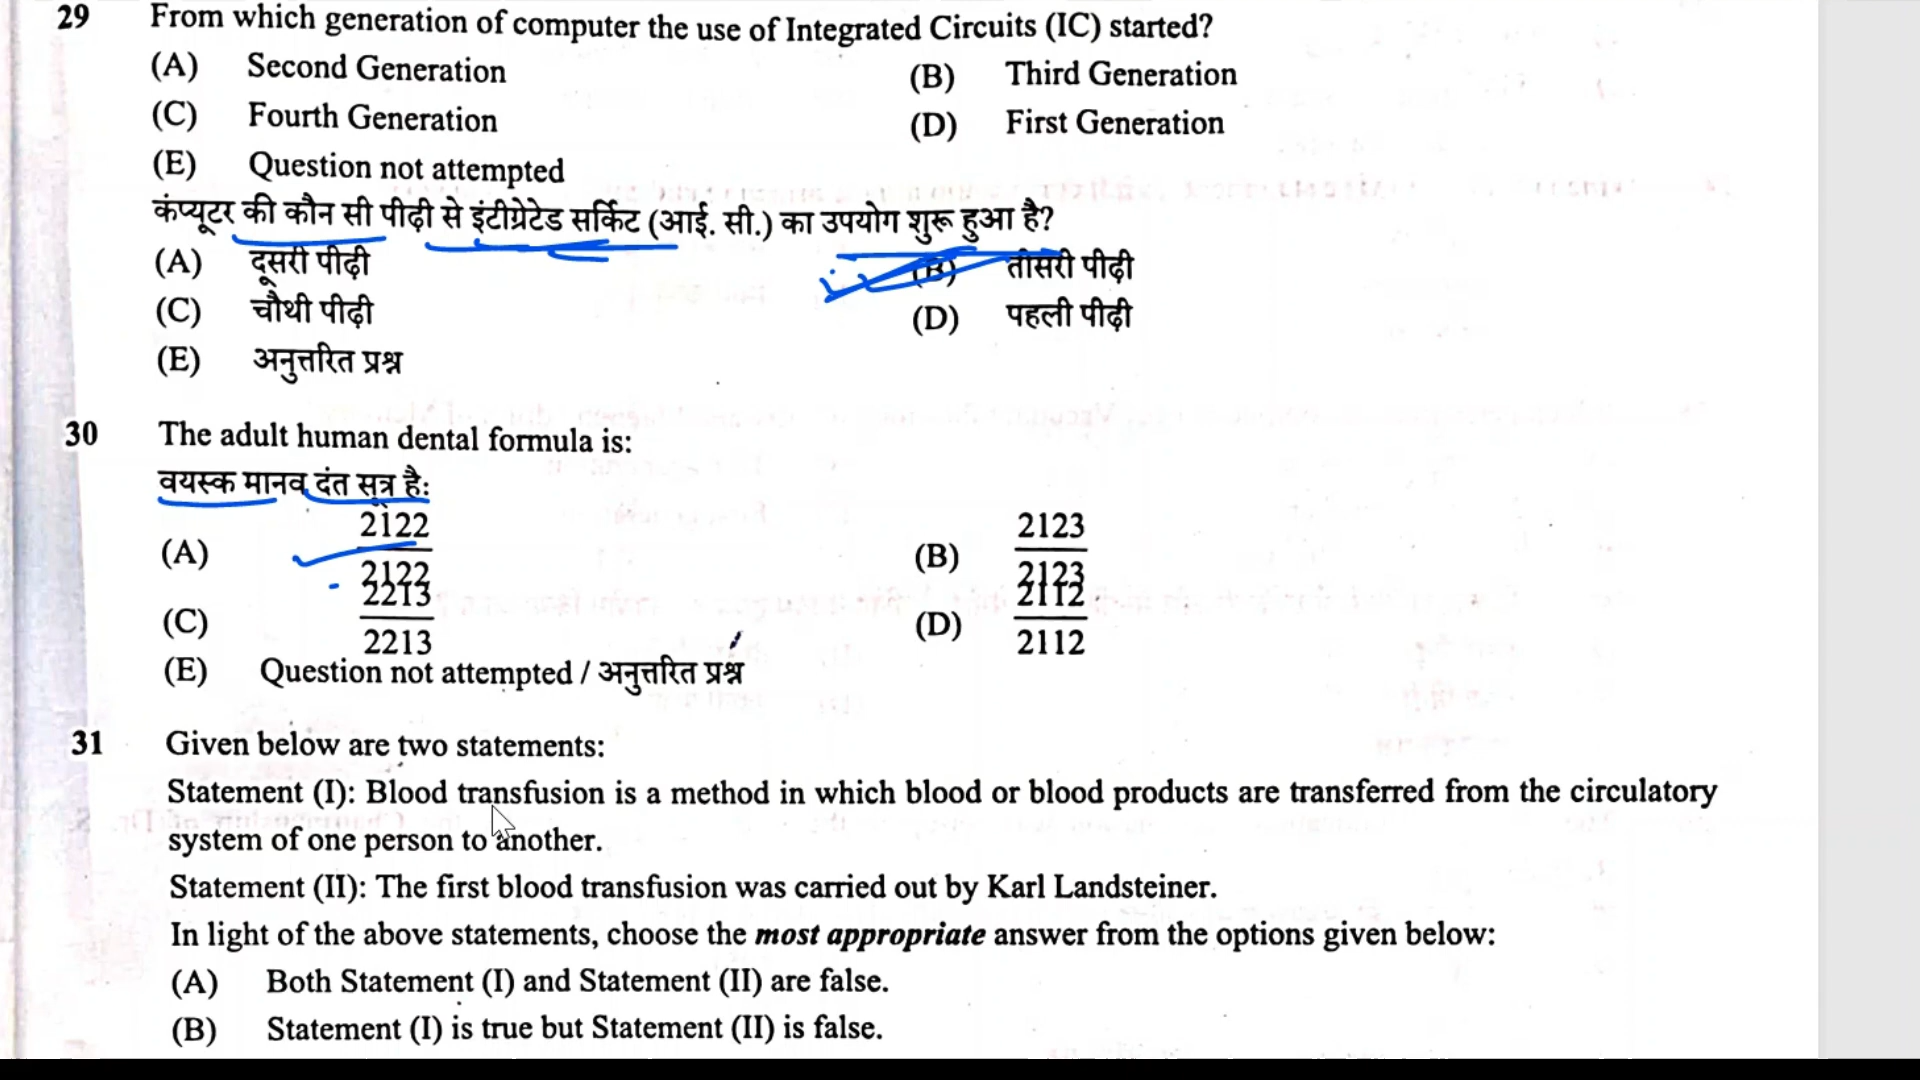 29 From which generation of computer the use of Integrated Circuits (IC) started?
(A) Second Generation (B) Third Generation
(C) Fourth Generation (D) First Generation
(E) Question not attempted
कंप्यूटर की कौन सी पीढ़ी से इंटीग्रेटेड सर्किट (आई. सी.) का उपयोग शुरू हुआ है?
(A) दूसरी पीढ़ी (B) तीसरी पीढ़ी
(C) चौथी पीढ़ी (D) पहली पीढ़ी
(E) अनुत्तरित प्रश्न
30 The adult human dental formula is:
वयस्क मानव दंत सूत्र है:
2122 2123
(A) (B)
2122 2123
2213 2112
(C) (D)
2213 2112
(E) Question not attempted / अनुत्तरित प्रश्न
31 Given below are two statements:
Statement (I): Blood transfusion is a method in which blood or blood products are transferred from the circulatory
system of one person to another.
Statement (II): The first blood transfusion was carried out by Karl Landsteiner.
In light of the above statements, choose the most appropriate answer from the options given below:
(A) Both Statement (I) and Statement (II) are false.
(B) Statement (I) is true but Statement (II) is false.